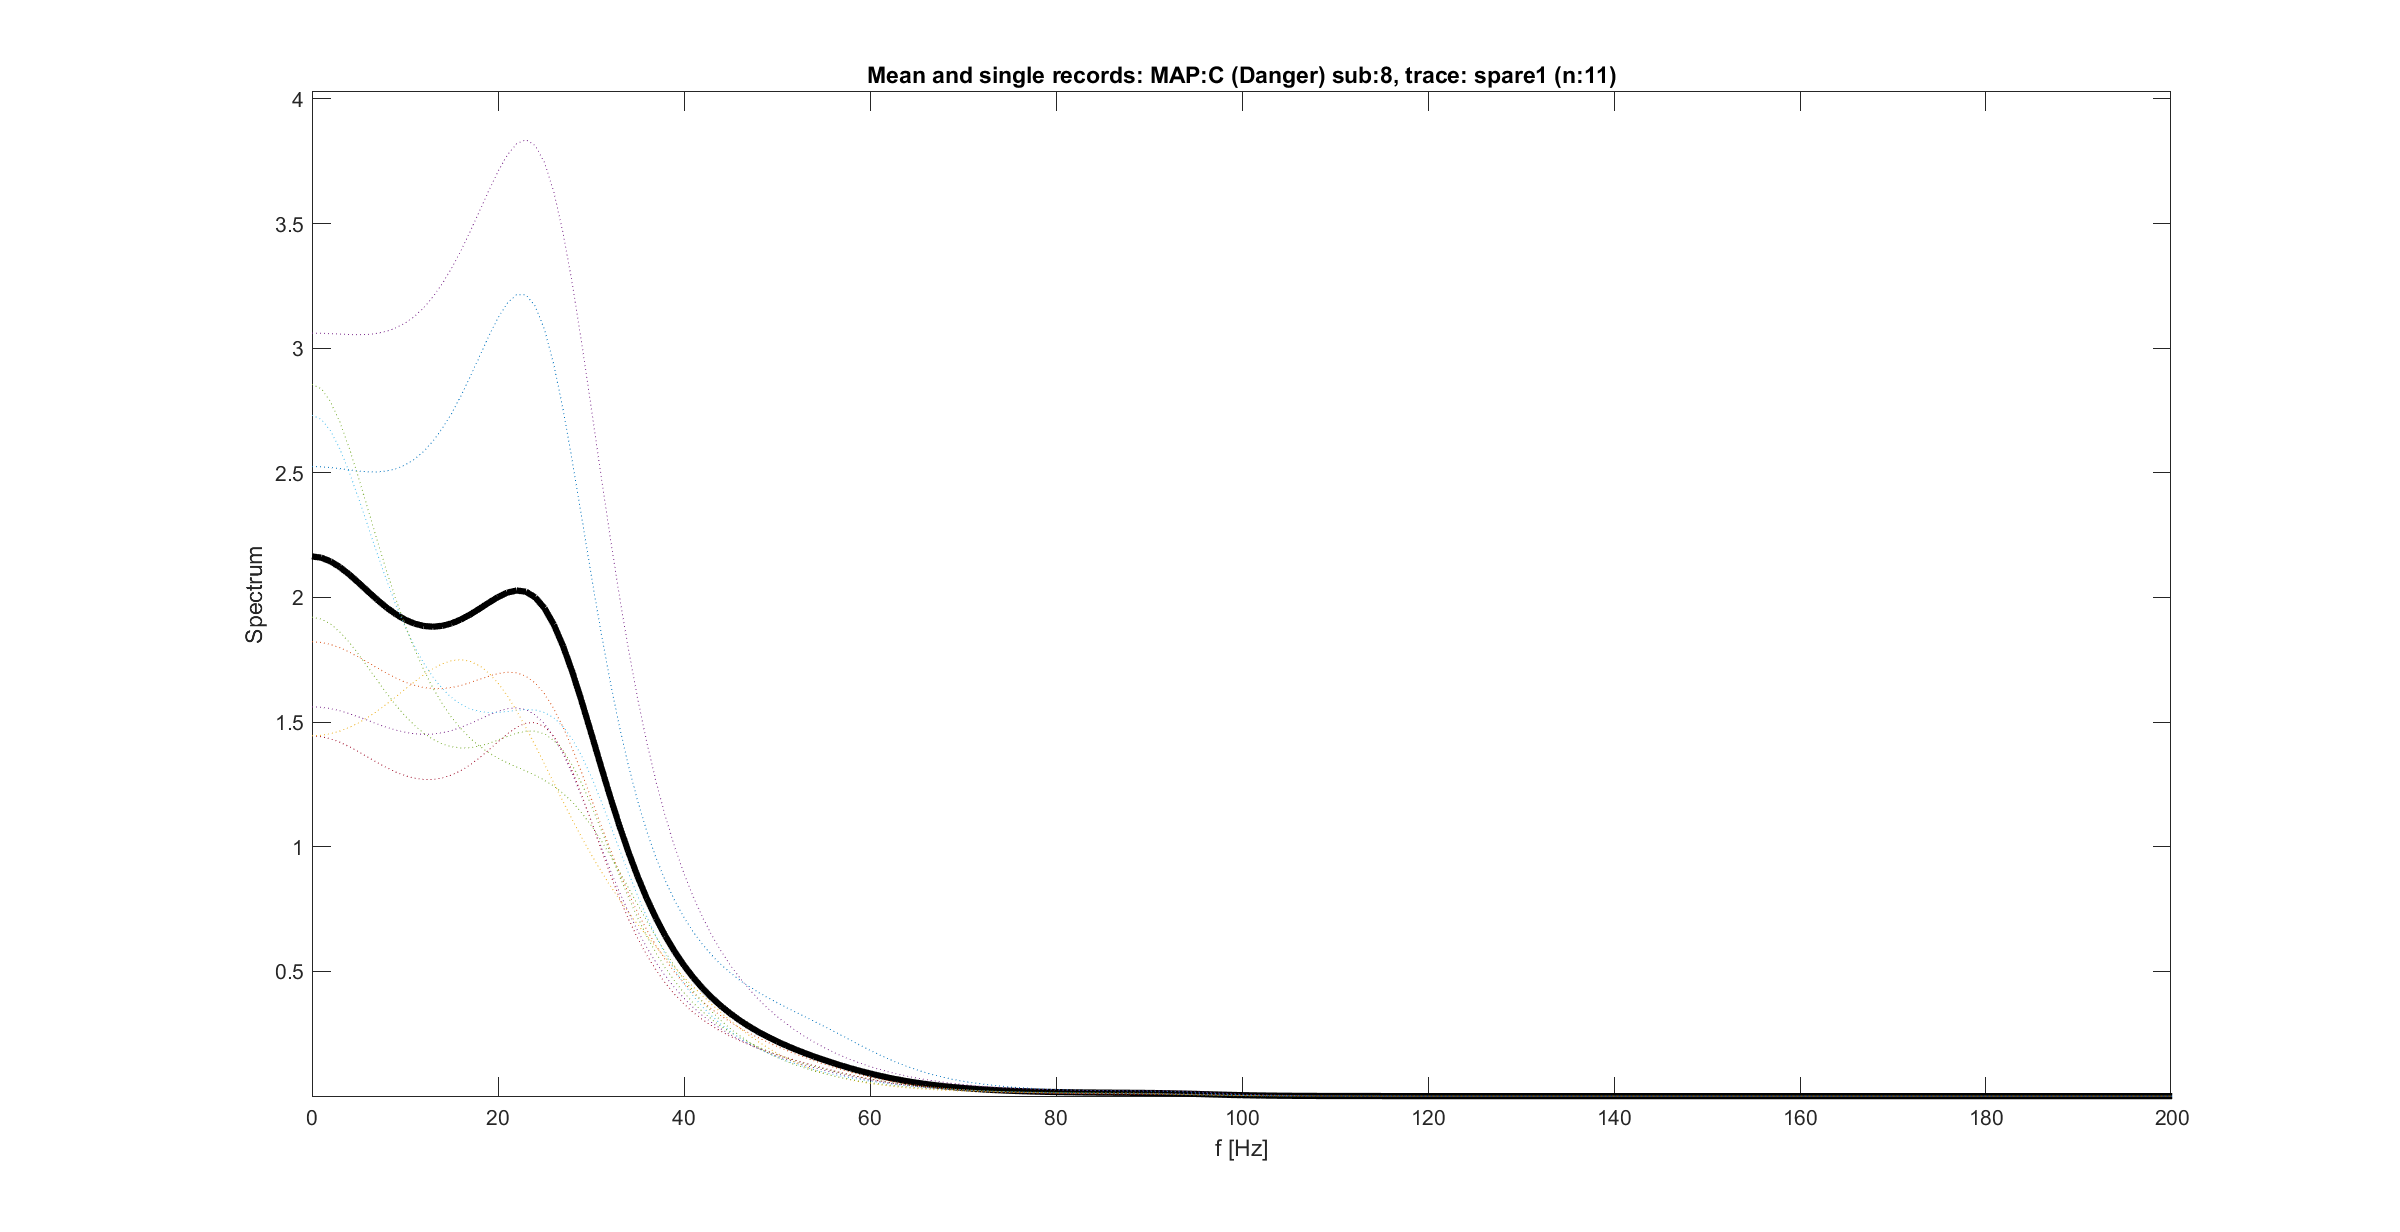 Mean and single records: MAP:C (Danger) sub:8, trace: spare1 (n:11)
4
3.5
3
2.5
2
1.5
1
0.5
Spectrum
0 20 40 60 80 100 120 140 160 180 200
f [Hz]